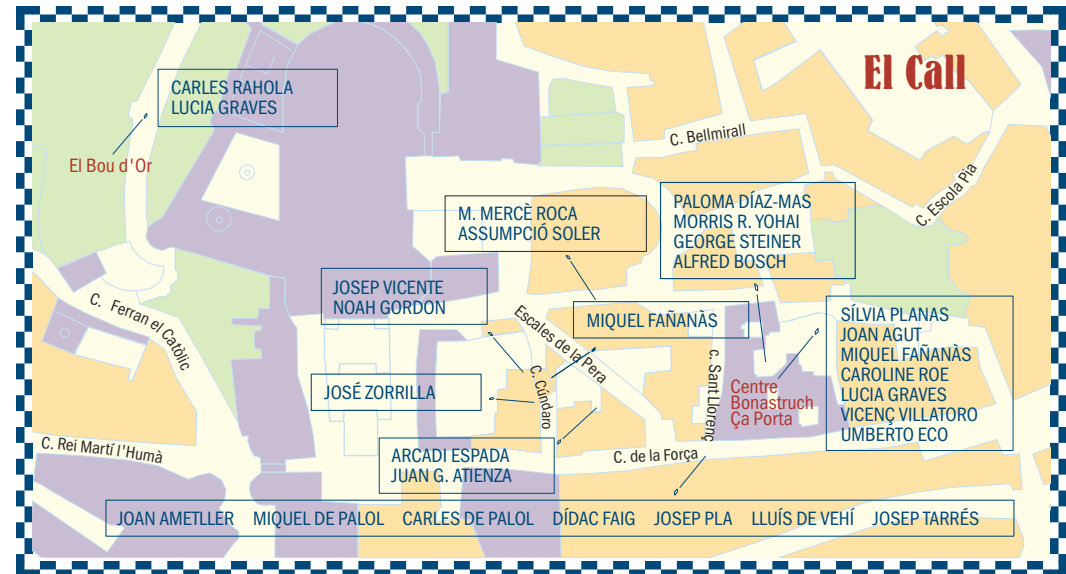 El Call
CARLES RAHOLA
LUCIA GRAVES
El Bou d'Or
C. Bellmirall
C. Escola Pia
M. MERCÈ ROCA
ASSUMPCIÓ SOLER
PALOMA DÍAZ-MAS
MORRIS R. YOHAI
GEORGE STEINER
ALFRED BOSCH
JOSEP VICENTE
NOAH GORDON
C. Ferran el Catòlic
Escales de la Pera
MIQUEL FAÑANÀS
SÍLVIA PLANAS
JOAN AGUT
MIQUEL FAÑANÀS
CAROLINE ROE
LUCIA GRAVES
VICENÇ VILLATORO
UMBERTO ECO
JOSÉ ZORRILLA
C. Cúndaro
c. Sant Llorenç
Centre
Bonastruch
Ça Porta
C. Rei Martí l'Humà
ARCADI ESPADA
JUAN G. ATIENZA
C. de la Força
JOAN AMETLLER MIQUEL DE PALOL CARLES DE PALOL DÍDAC FAIG JOSEP PLA LLUÍS DE VEHÍ JOSEP TARRÉS